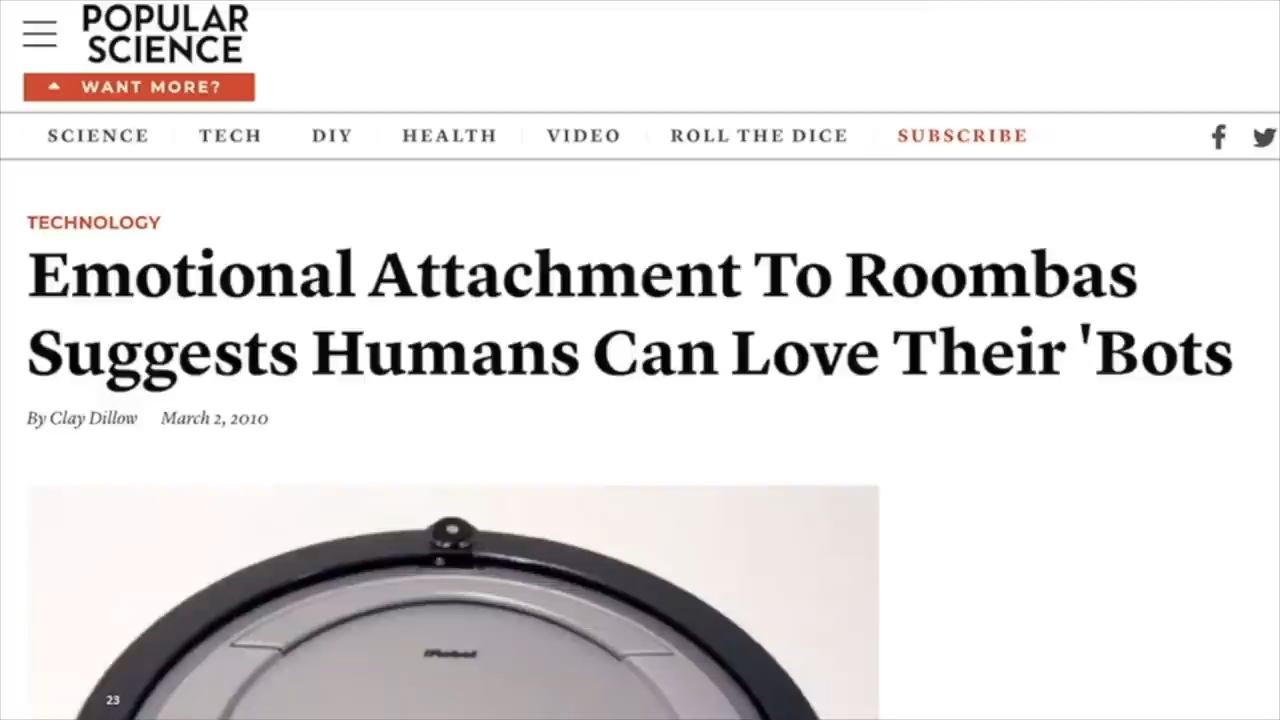 POPULAR
SCIENCE
WANT MORE?
SCIENCE TECH DIY HEALTH VIDEO ROLL THE DICE SUBSCRIBE
TECHNOLOGY
Emotional Attachment To Roombas
Suggests Humans Can Love Their 'Bots
By Clay Dillow March 2, 2010
iRobot
23